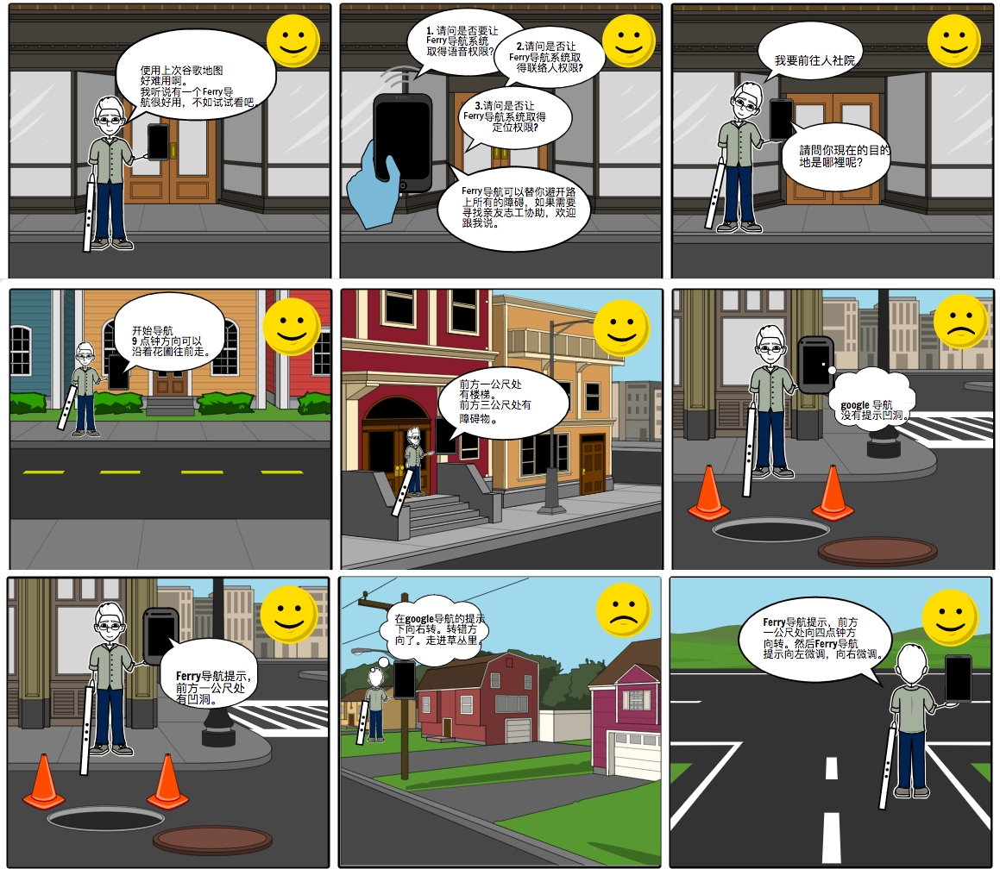 使用上次谷歌地图
好难用啊。
我听说有一个Ferry导
航很好用，不如试试看吧。
1. 请问是否要让
Ferry导航系统
取得语音权限?
2.请问是否让
Ferry导航系统取
得联络人权限?
3.请问是否让
Ferry导航系统取得
定位权限?
Ferry导航可以替你避开路
上所有的障碍，如果需要
寻找亲友志工协助，欢迎
跟我说。
我要前往人社院。
請問你現在的目的
地是哪裡呢?
开始导航
9 点钟方向可以
沿着花圃往前走。
前方一公尺处
有楼梯。
前方三公尺处有
障碍物。
google 导航
没有提示凹洞。
Ferry导航提示，
前方一公尺处
有凹洞。
在google导航的提示
下向右转。转错方
向了。走进草丛里。
Ferry导航提示，前方
一公尺处向四点钟方
向转。然后Ferry导航
提示向左微调，向右微调。